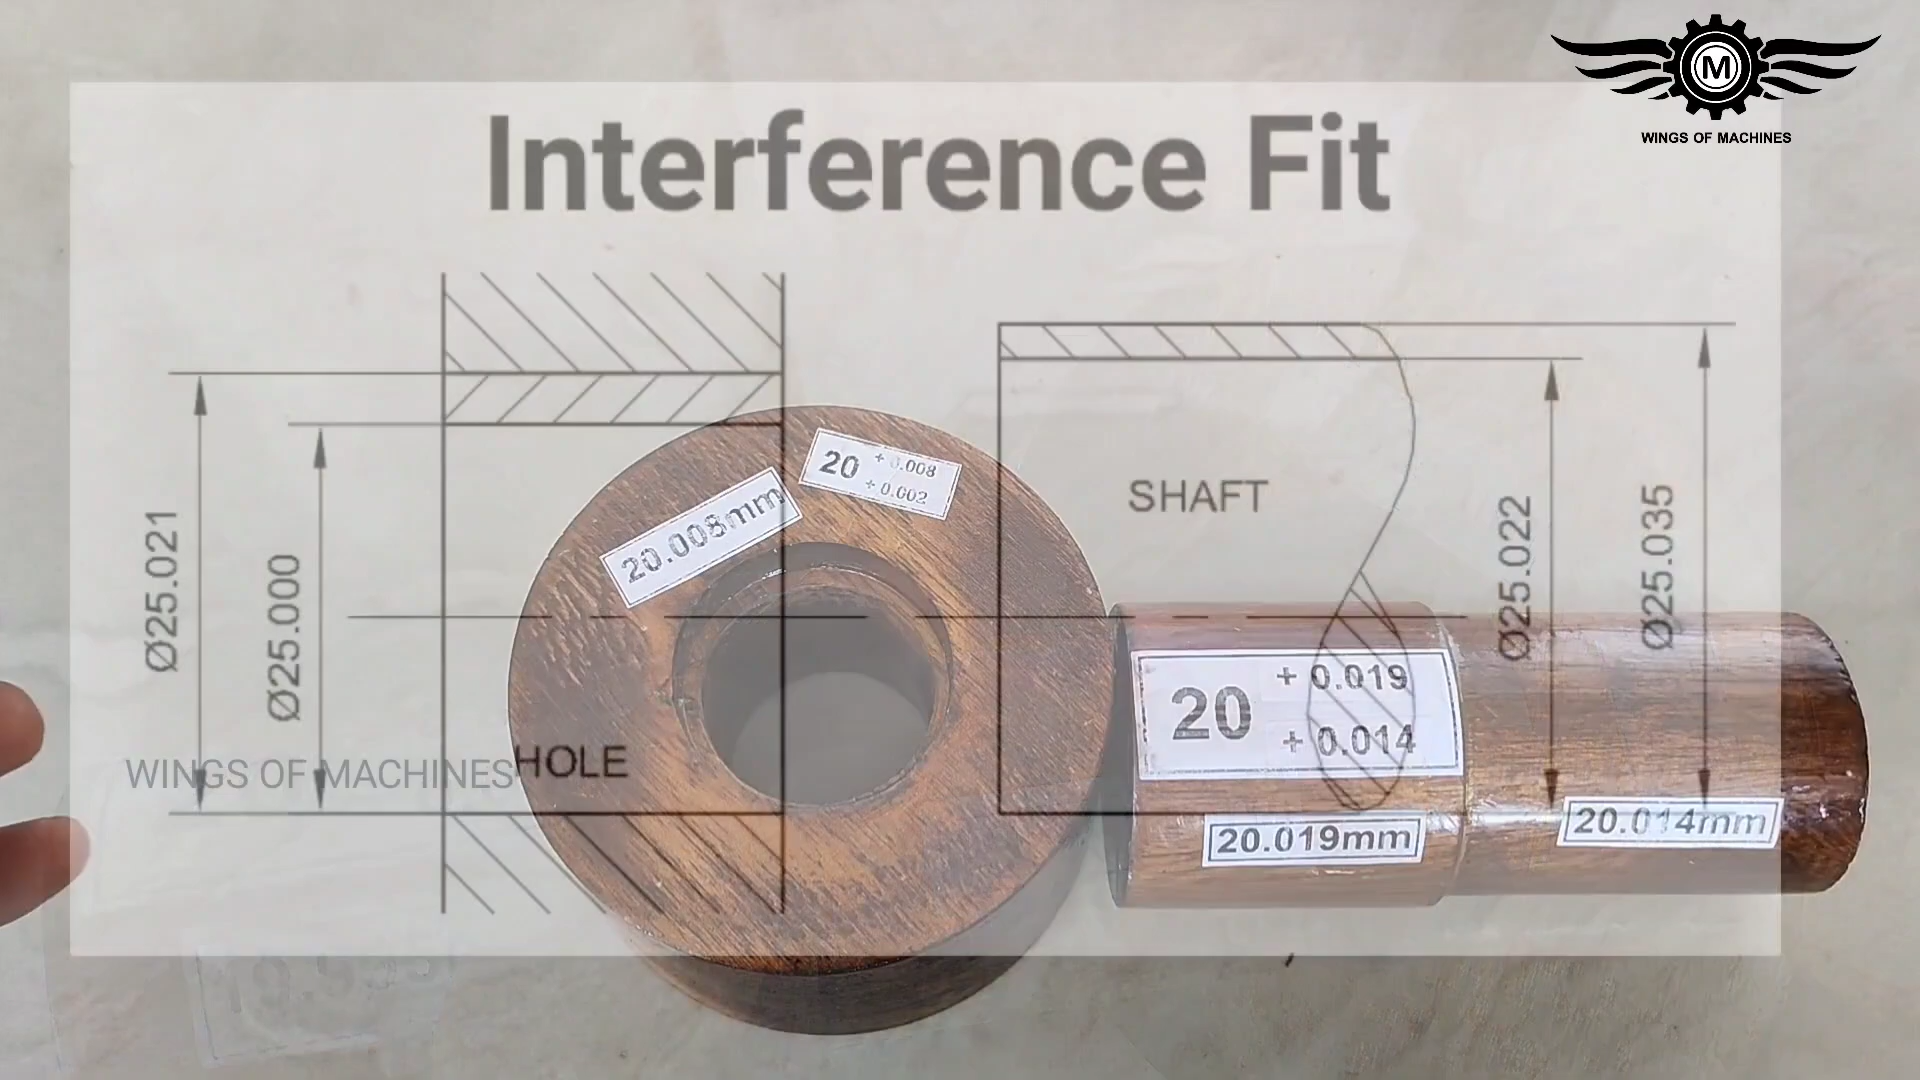 M
WINGS OF MACHINES
Interference Fit
Ø25.021
Ø25.000
HOLE
SHAFT
Ø25.022
Ø25.035
20.008mm
20 +0.008
+0.002
20 + 0.019
+ 0.014
20.019mm
20.014mm
WINGS OF MACHINES